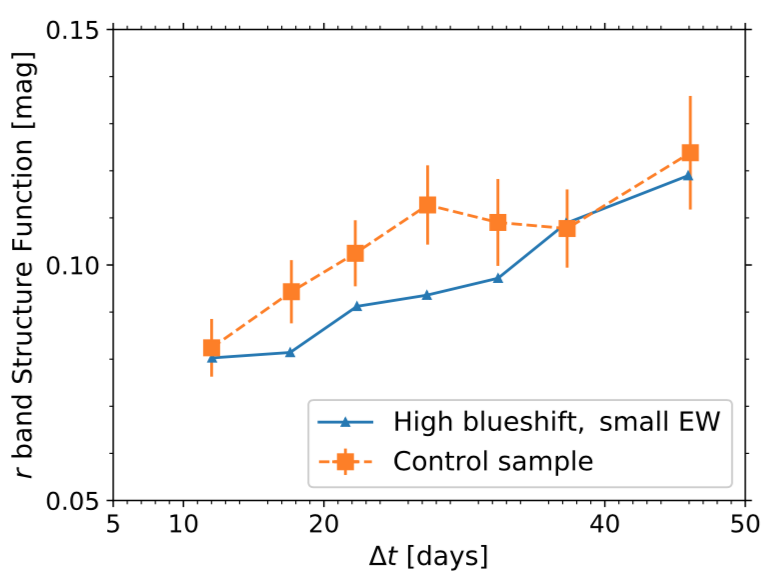 0.15
0.10
0.05
r band Structure Function [mag]
High blueshift, small EW
Control sample
5 10 20 40 50
Δt [days]